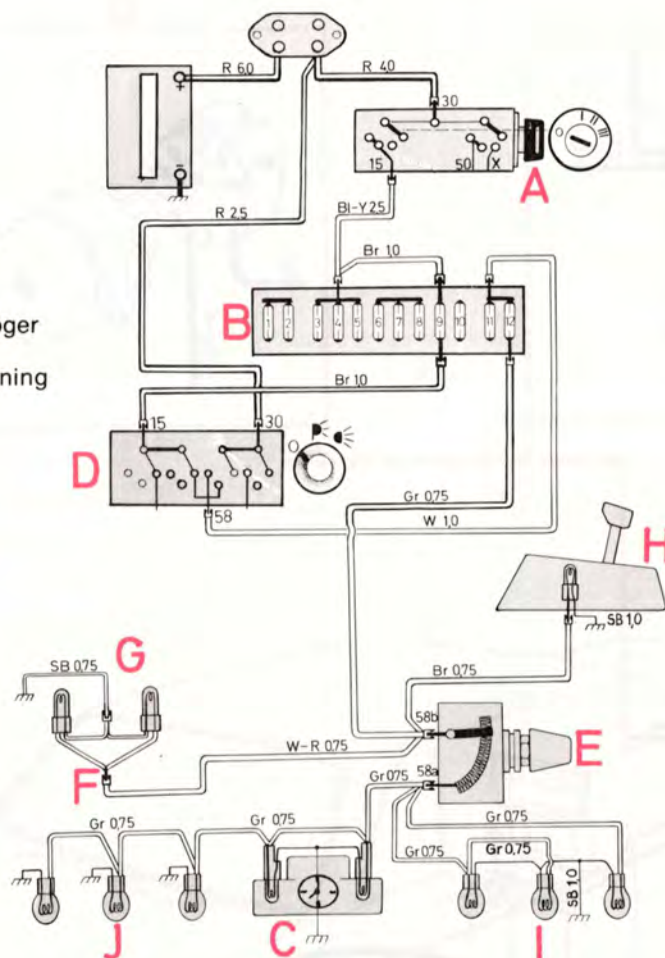 R 6,0
R 4,0
30
+
−
15
50
X
I II III
O
A
R 2,5
Bl-Y 2,5
Br 1,0
B
1 2 3 4 5 6 7 8 9 10 11 12
öger
ning
Br 1,0
15
30
D
58
Gr 0,75
W 1,0
H
SB 1,0
G
SB 0,75
Br 0,75
58b
E
W-R 0,75
F
58a
Gr 0,75
Gr 0,75
Gr 0,75
Gr 0,75
Gr 0,75
Gr 0,75
SB 1,0
J
C
I